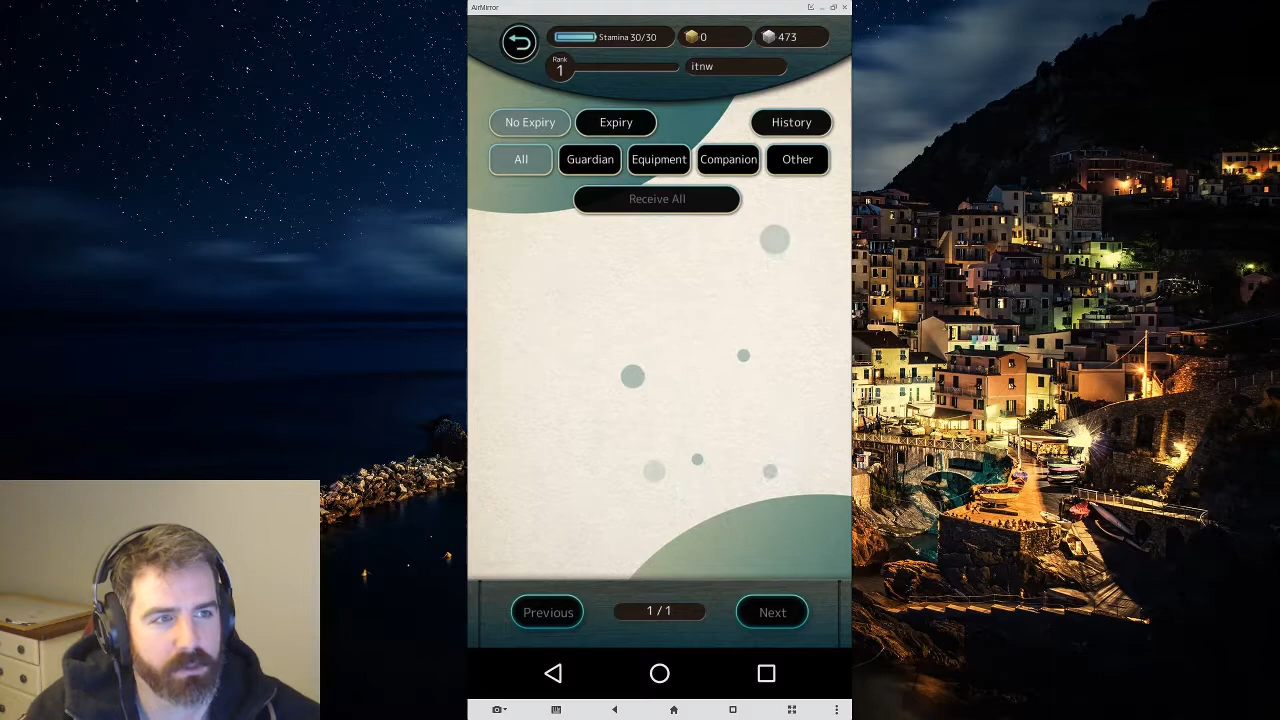 AirMirror
Stamina 30/30
0
473
Rank
1
itnw
No Expiry
Expiry
History
All
Guardian
Equipment
Companion
Other
Receive All
Previous
1 / 1
Next